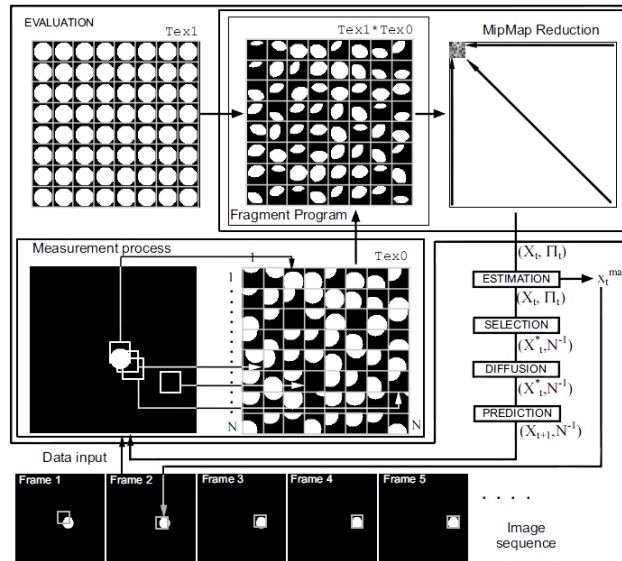 EVALUATION
Tex1
Tex1*Tex0
MipMap Reduction
Fragment Program
Measurement process
1
Tex0
1
N
N
(X_t, Π_t)
ESTIMATION
X_t^max
(X_t, Π_t)
SELECTION
(X*_t, N^-1)
DIFFUSION
(X*_t, N^-1)
PREDICTION
(X_t+1, N^-1)
Data input
Frame 1
Frame 2
Frame 3
Frame 4
Frame 5
. . . .
Image
sequence